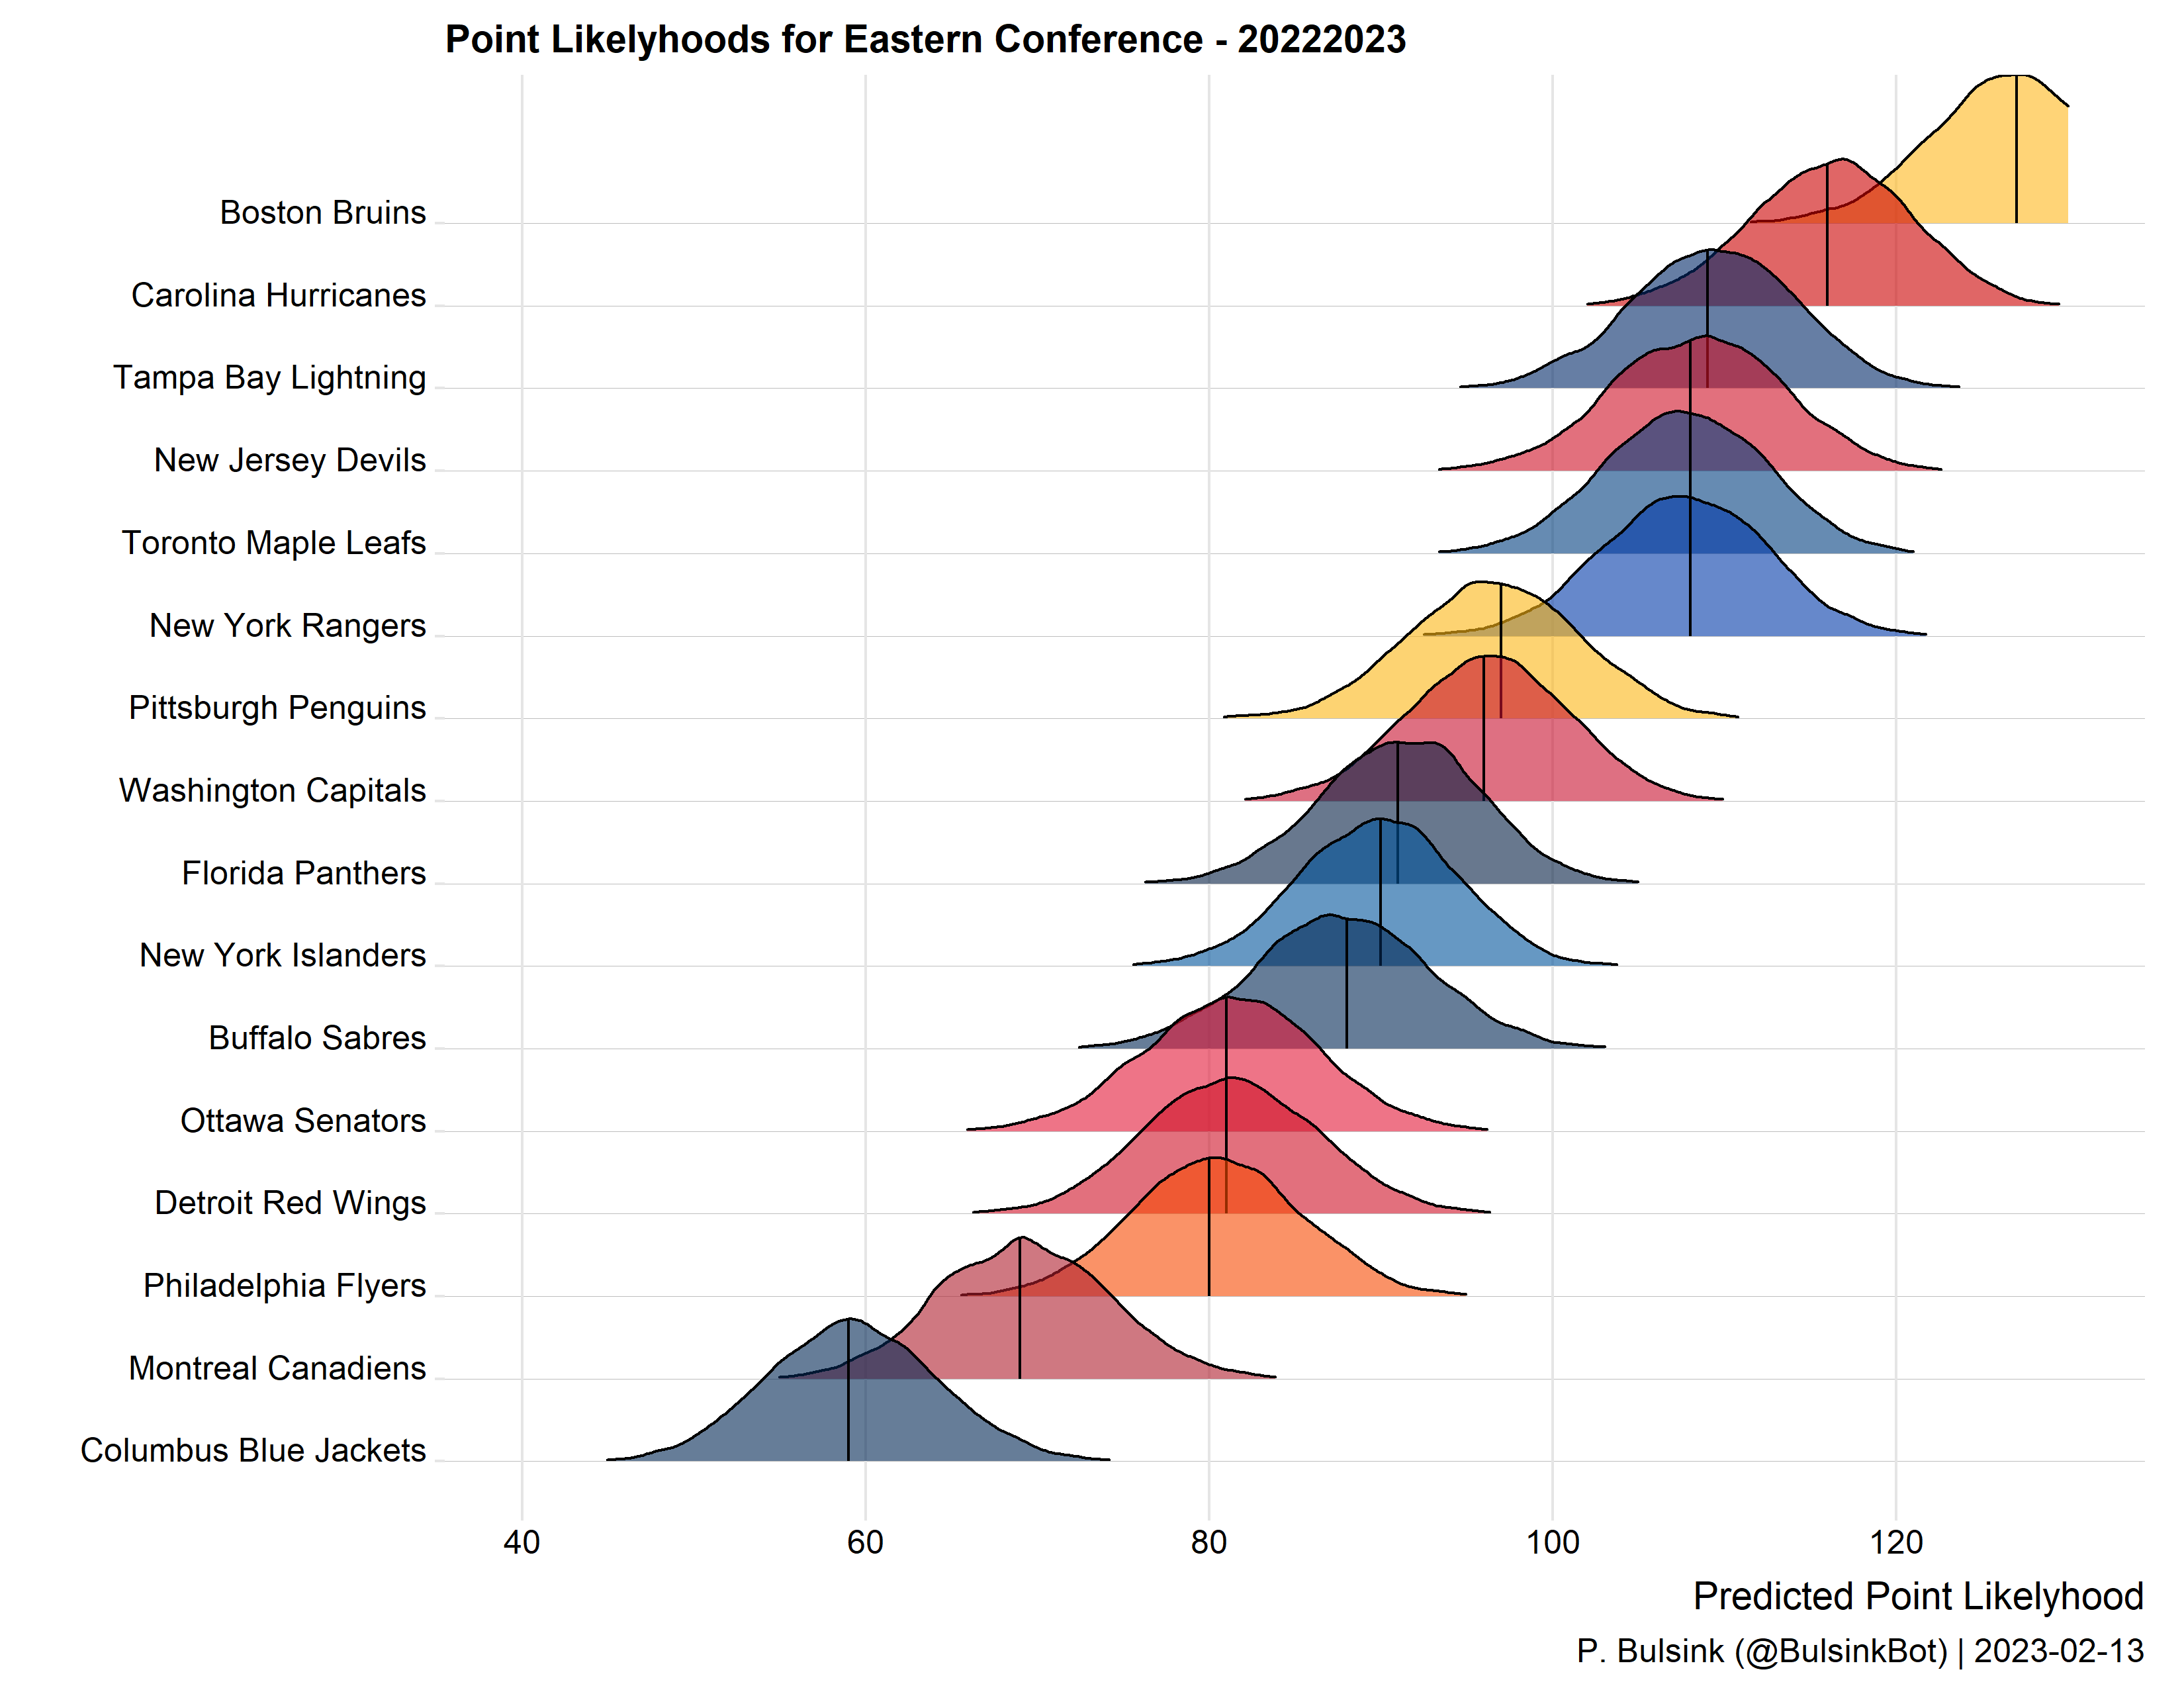 Point Likelyhoods for Eastern Conference - 20222023
Boston Bruins
Carolina Hurricanes
Tampa Bay Lightning
New Jersey Devils
Toronto Maple Leafs
New York Rangers
Pittsburgh Penguins
Washington Capitals
Florida Panthers
New York Islanders
Buffalo Sabres
Ottawa Senators
Detroit Red Wings
Philadelphia Flyers
Montreal Canadiens
Columbus Blue Jackets
40 60 80 100 120
Predicted Point Likelyhood
P. Bulsink (@BulsinkBot) | 2023-02-13